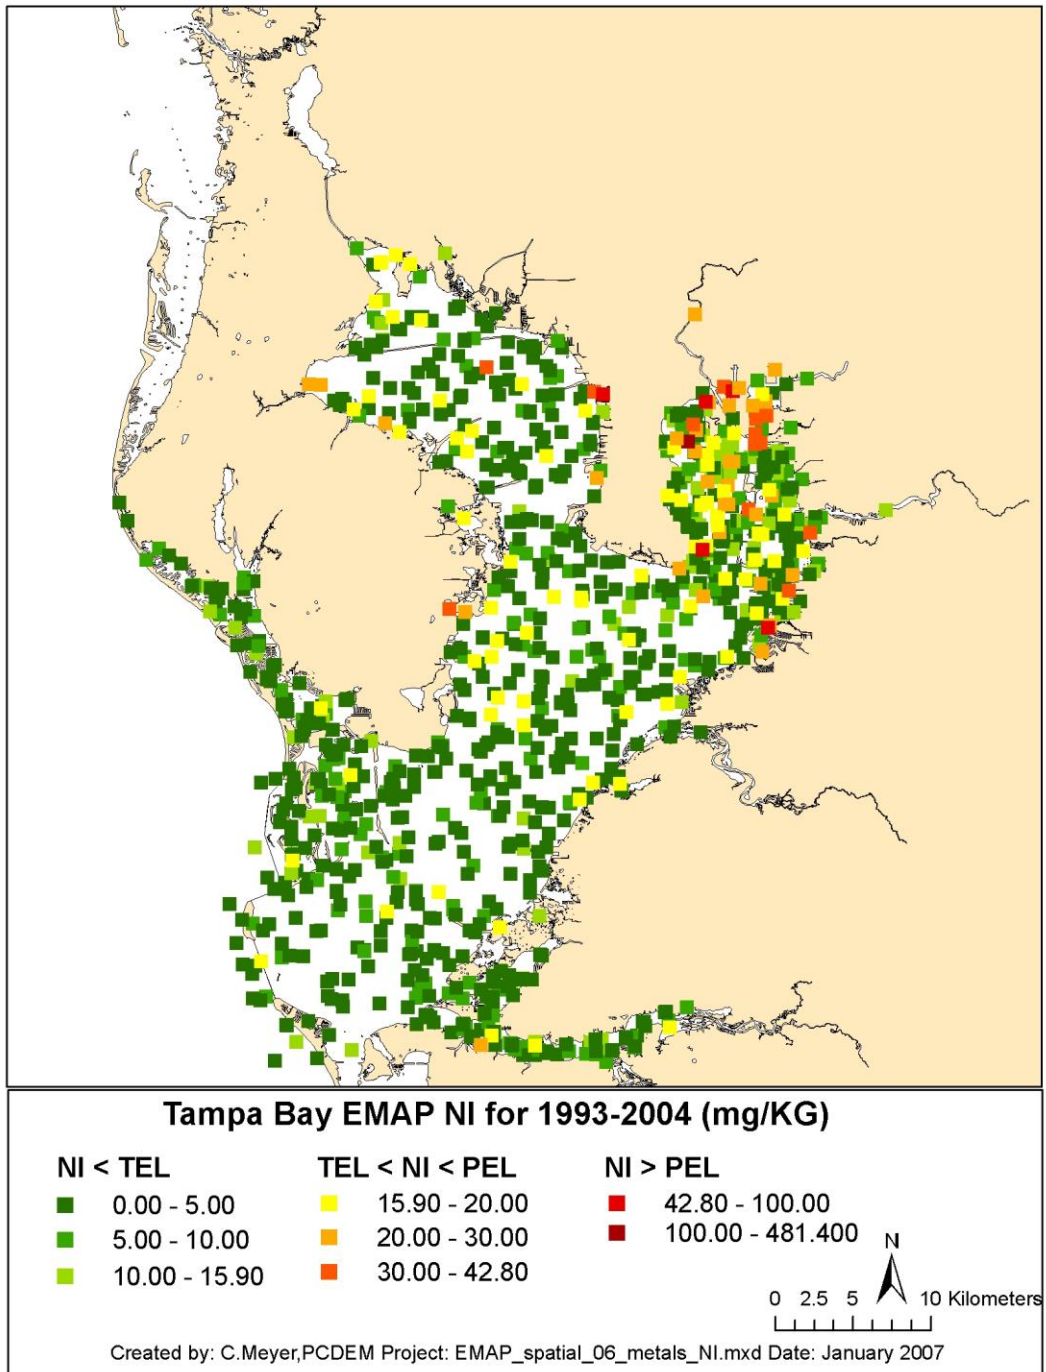 Tampa Bay EMAP NI for 1993-2004 (mg/KG)
NI < TEL
0.00 - 5.00
5.00 - 10.00
10.00 - 15.90
TEL < NI < PEL
15.90 - 20.00
20.00 - 30.00
30.00 - 42.80
NI > PEL
42.80 - 100.00
100.00 - 481.400
N
0 2.5 5 10 Kilometers
Created by: C.Meyer,PCDEM Project: EMAP_spatial_06_metals_NI.mxd Date: January 2007